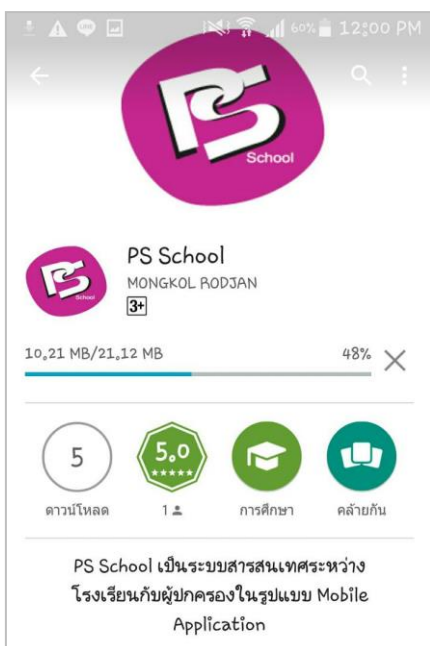 60% 12:00 PM
PS
School
PS School
MONGKOL RODJAN
3+
10.21 MB/21.12 MB 48%
5 5.0
ดาวน์โหลด 1 การศึกษา คล้ายกัน
PS School เป็นระบบสารสนเทศระหว่าง
โรงเรียนกับผู้ปกครองในรูปแบบ Mobile
Application